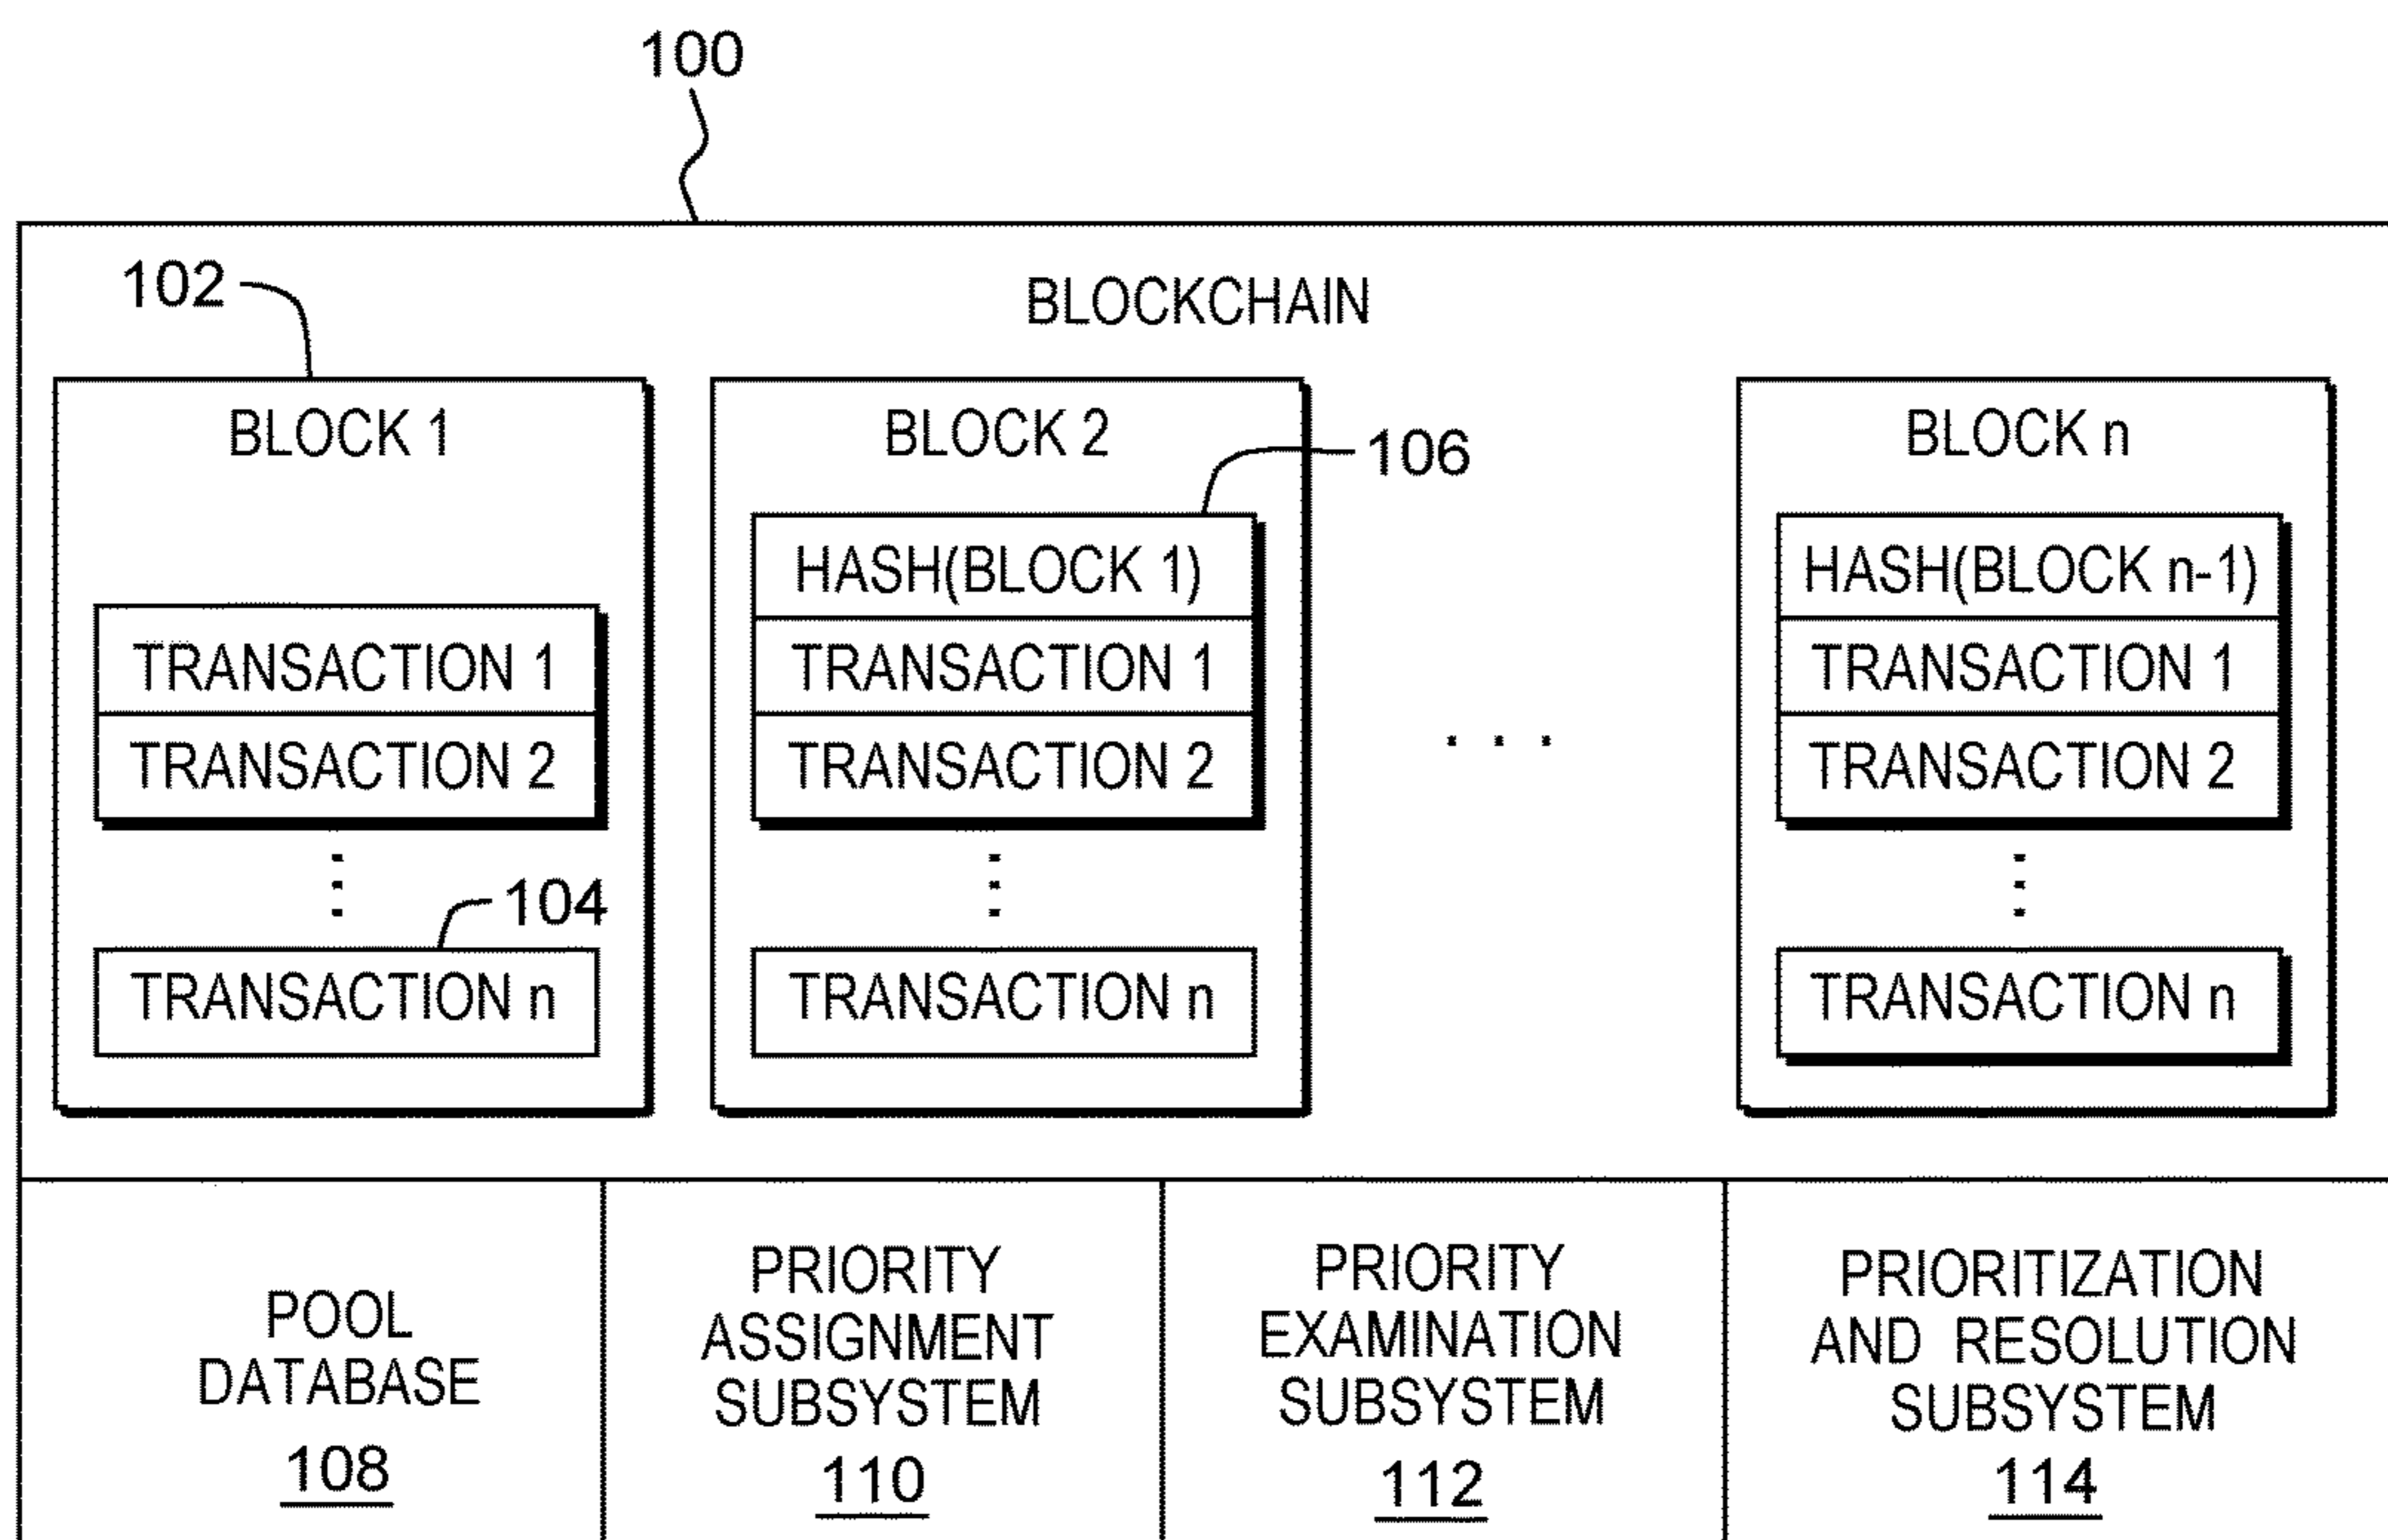 100
102
BLOCKCHAIN
BLOCK 1
TRANSACTION 1
TRANSACTION 2
104
TRANSACTION n
BLOCK 2
106
HASH(BLOCK 1)
TRANSACTION 1
TRANSACTION 2
TRANSACTION n
. . .
BLOCK n
HASH(BLOCK n-1)
TRANSACTION 1
TRANSACTION 2
TRANSACTION n
POOL
DATABASE
108
PRIORITY
ASSIGNMENT
SUBSYSTEM
110
PRIORITY
EXAMINATION
SUBSYSTEM
112
PRIORITIZATION
AND RESOLUTION
SUBSYSTEM
114